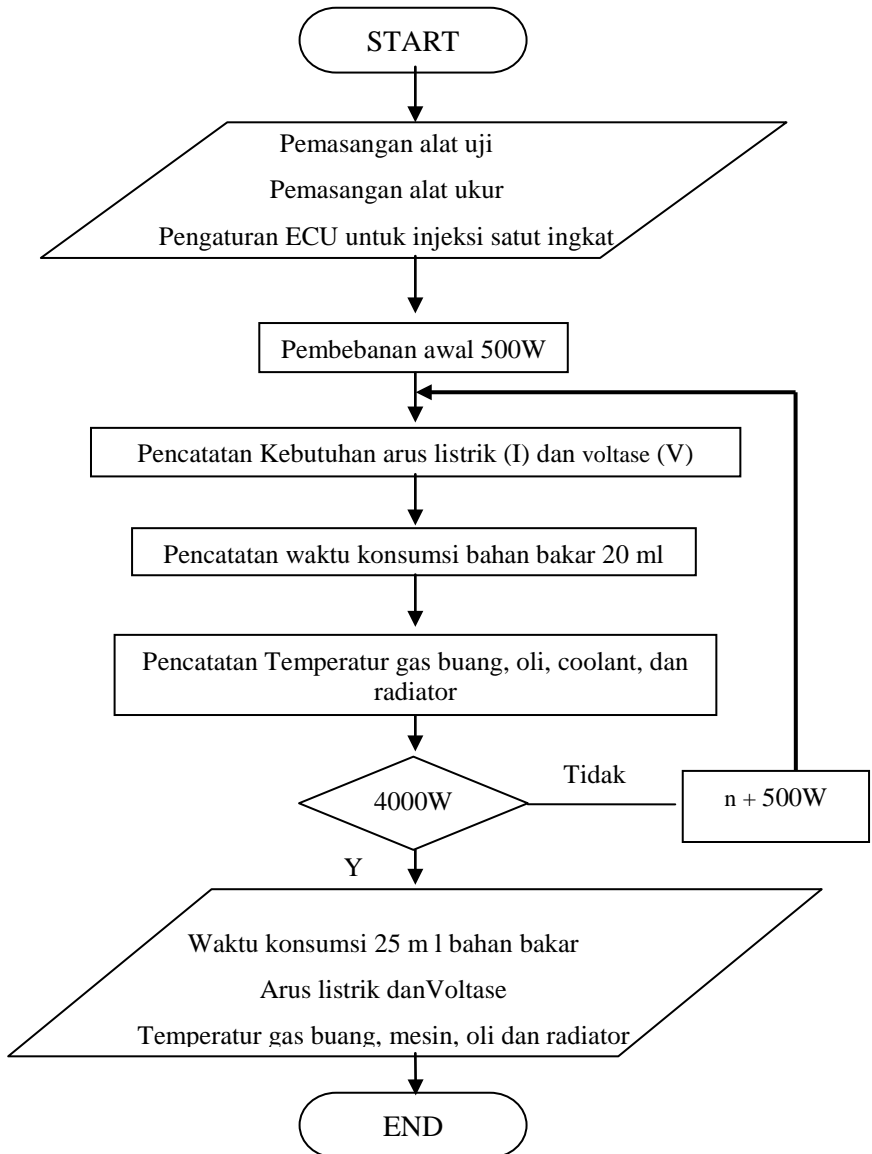 START
Pemasangan alat uji
Pemasangan alat ukur
Pengaturan ECU untuk injeksi satut ingkat
Pembebanan awal 500W
Pencatatan Kebutuhan arus listrik (I) dan voltase (V)
Pencatatan waktu konsumsi bahan bakar 20 ml
Pencatatan Temperatur gas buang, oli, coolant, dan
radiator
4000W
Tidak
n + 500W
Y
Waktu konsumsi 25 m l bahan bakar
Arus listrik danVoltase
Temperatur gas buang, mesin, oli dan radiator
END